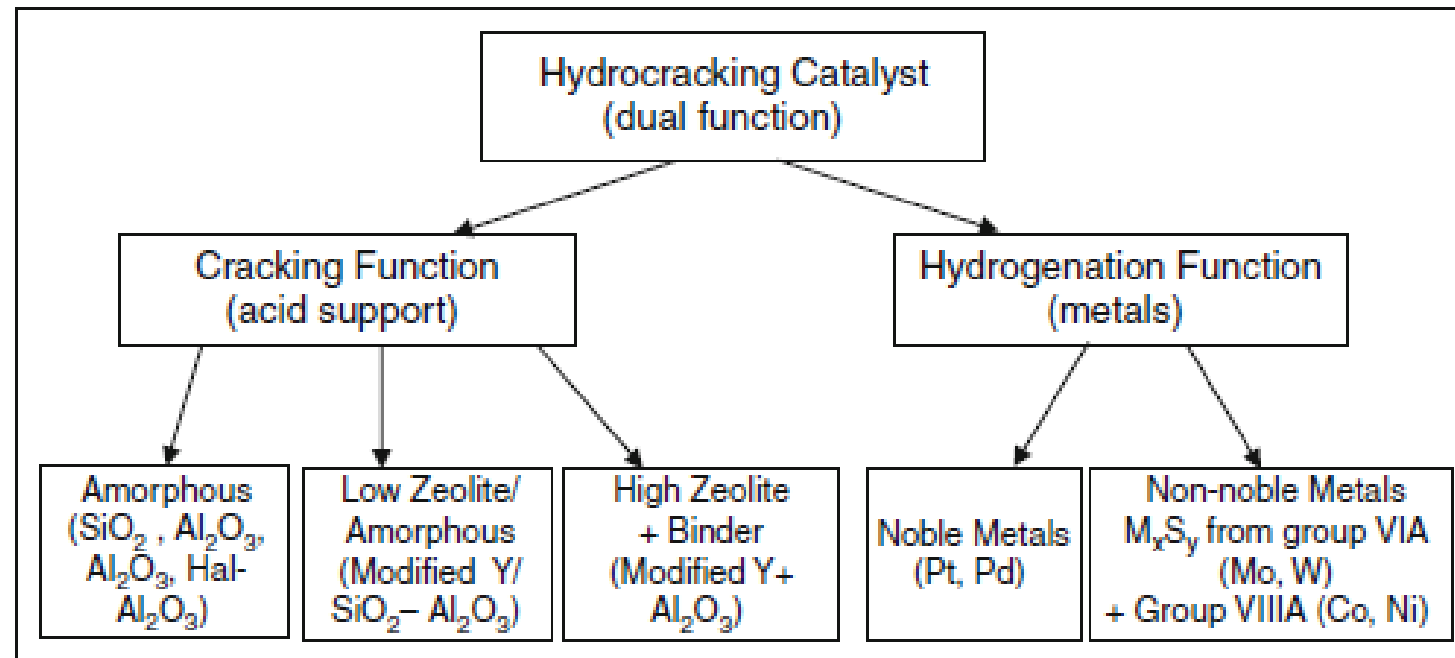 Hydrocracking Catalyst
(dual function)
Cracking Function
(acid support)
Hydrogenation Function
(metals)
Amorphous
(SiO₂ , Al₂O₃,
Al₂O₃, Hal-
Al₂O₃)
Low Zeolite/
Amorphous
(Modified Y/
SiO₂– Al₂O₃)
High Zeolite
+ Binder
(Modified Y+
Al₂O₃)
Noble Metals
(Pt, Pd)
Non-noble Metals
MₓSᵧ from group VIA
(Mo, W)
+ Group VIIIA (Co, Ni)